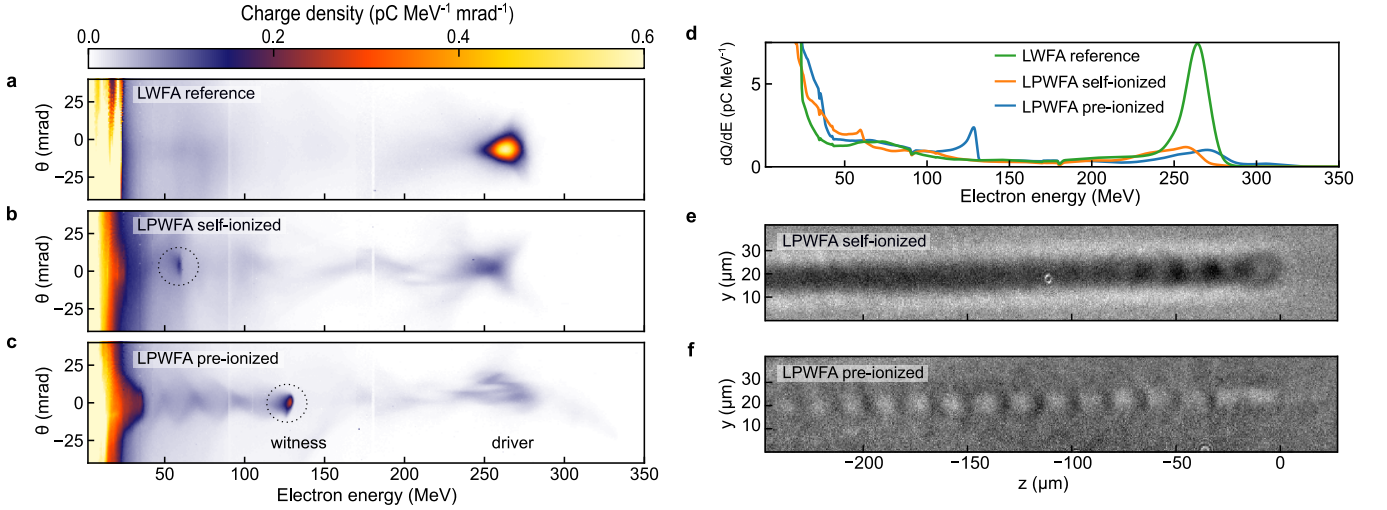 Charge density (pC MeV⁻¹ mrad⁻¹)
0.0 0.2 0.4 0.6
a
LWFA reference
θ (mrad)
25
0
−25
b
LPWFA self-ionized
θ (mrad)
25
0
−25
c
LPWFA pre-ionized
θ (mrad)
25
0
−25
witness driver
50 100 150 200 250 300 350
Electron energy (MeV)
d
dQ/dE (pC MeV⁻¹)
5
0
LWFA reference
LPWFA self-ionized
LPWFA pre-ionized
50 100 150 200 250 300 350
Electron energy (MeV)
e
LPWFA self-ionized
y (μm)
30
20
10
f
LPWFA pre-ionized
y (μm)
30
20
10
−200 −150 −100 −50 0
z (μm)